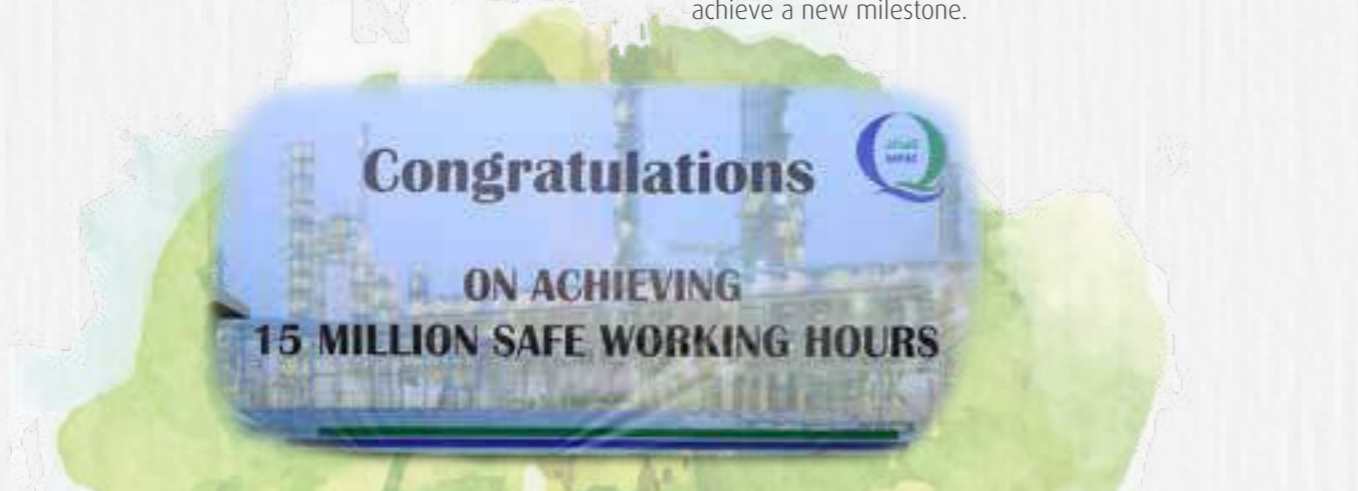 achieve a new milestone.
Congratulations
ON ACHIEVING
15 MILLION SAFE WORKING HOURS